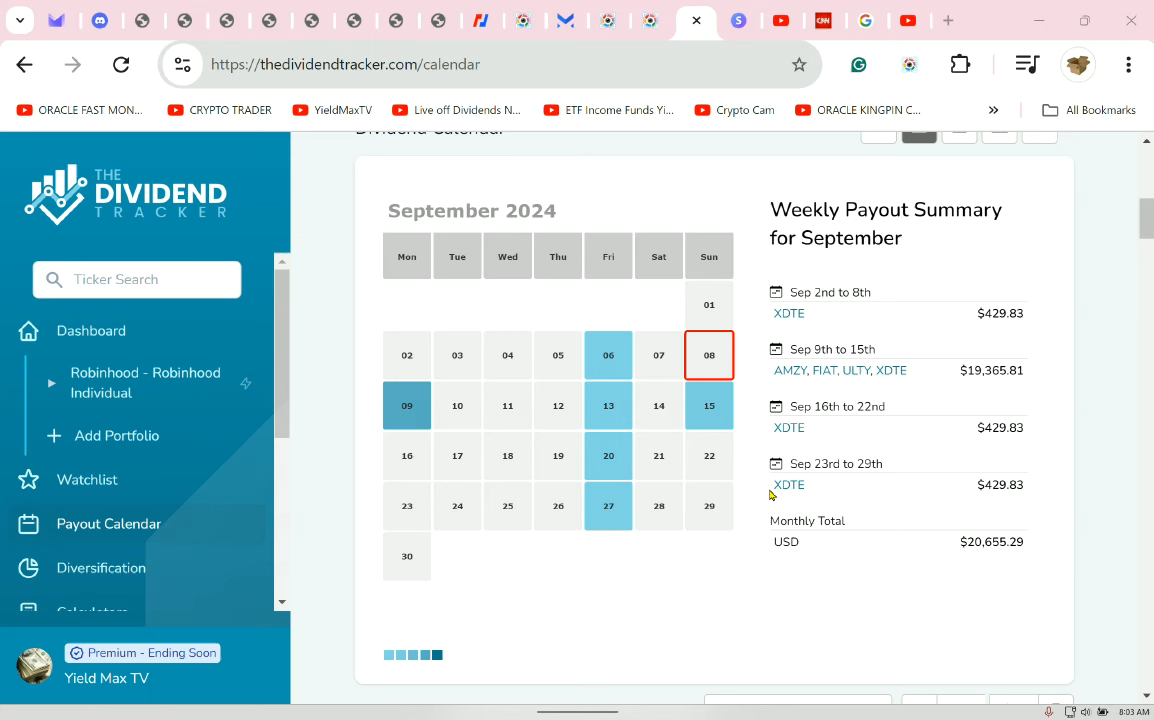 CNN
https://thedividendtracker.com/calendar
ORACLE FAST MON...
CRYPTO TRADER
YieldMaxTV
Live off Dividends N...
ETF Income Funds Yi...
Crypto Cam
ORACLE KINGPIN C...
All Bookmarks
THE
DIVIDEND
TRACKER
Ticker Search
Dashboard
Robinhood - Robinhood
Individual
Add Portfolio
Watchlist
Payout Calendar
Diversification
Calculators
Premium - Ending Soon
Yield Max TV
Dividend Calendar
September 2024
Mon Tue Wed Thu Fri Sat Sun
01
02 03 04 05 06 07 08
09 10 11 12 13 14 15
16 17 18 19 20 21 22
23 24 25 26 27 28 29
30
Weekly Payout Summary
for September
Sep 2nd to 8th
XDTE $429.83
Sep 9th to 15th
AMZY, FIAT, ULTY, XDTE $19,365.81
Sep 16th to 22nd
XDTE $429.83
Sep 23rd to 29th
XDTE $429.83
Monthly Total
USD $20,655.29
8:03 AM